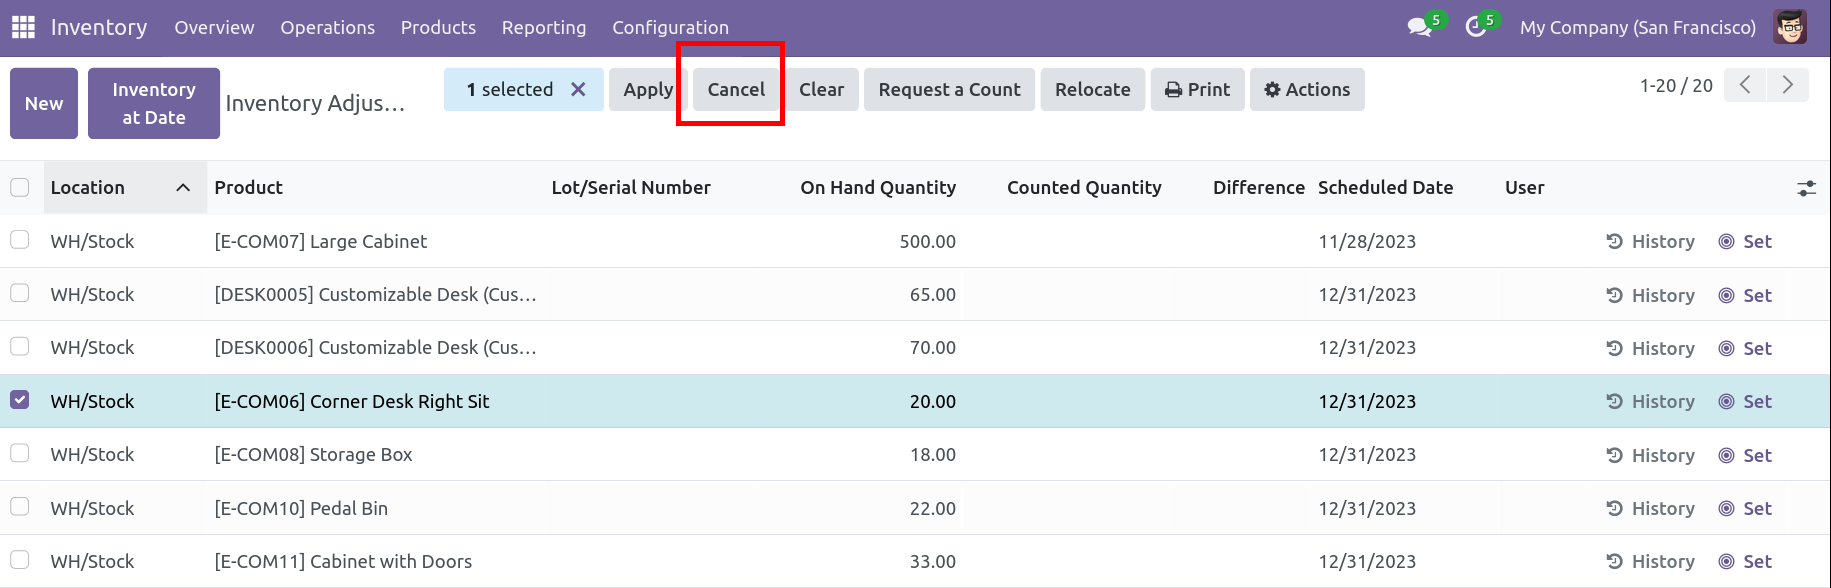 Inventory Overview Operations Products Reporting Configuration 5 5 My Company (San Francisco)
New Inventory at Date Inventory Adjus... 1 selected Apply Cancel Clear Request a Count Relocate Print Actions 1-20 / 20
Location Product Lot/Serial Number On Hand Quantity Counted Quantity Difference Scheduled Date User
WH/Stock [E-COM07] Large Cabinet 500.00 11/28/2023 History Set
WH/Stock [DESK0005] Customizable Desk (Cus... 65.00 12/31/2023 History Set
WH/Stock [DESK0006] Customizable Desk (Cus... 70.00 12/31/2023 History Set
WH/Stock [E-COM06] Corner Desk Right Sit 20.00 12/31/2023 History Set
WH/Stock [E-COM08] Storage Box 18.00 12/31/2023 History Set
WH/Stock [E-COM10] Pedal Bin 22.00 12/31/2023 History Set
WH/Stock [E-COM11] Cabinet with Doors 33.00 12/31/2023 History Set